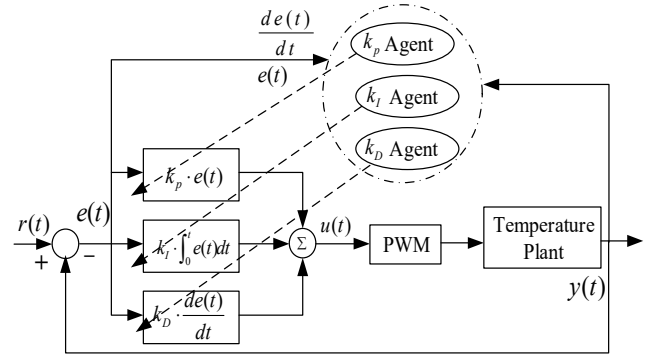 de(t)
dt
e(t)
k_p Agent
k_I Agent
k_D Agent
k_p · e(t)
r(t)
+
e(t)
−
k_I · ∫_0^t e(t)dt
Σ
u(t)
PWM
Temperature
Plant
y(t)
k_D · de(t)
dt